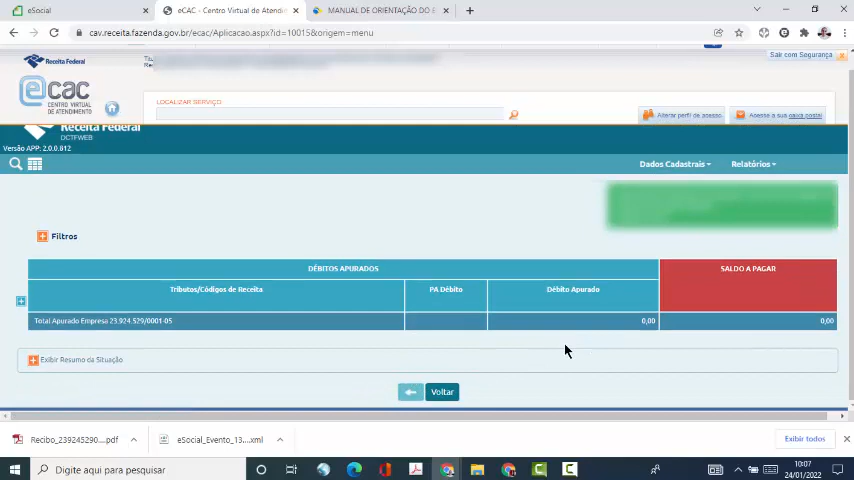 eSocial
eCAC - Centro Virtual de Atendim
MANUAL DE ORIENTAÇÃO DO E
cav.receita.fazenda.gov.br/ecac/Aplicacao.aspx?id=10015&origem=menu
Receita Federal
Sair com Segurança
eCAC
CENTRO VIRTUAL
DE ATENDIMENTO
LOCALIZAR SERVIÇO
Alterar perfil de acesso
Acesse a sua caixa postal
Receita Federal
DCTFWEB
Versão APP: 2.0.0.812
Dados Cadastrais
Relatórios
Filtros
DÉBITOS APURADOS
SALDO A PAGAR
Tributos/Códigos de Receita
PA Débito
Débito Apurado
Total Apurado Empresa 23.924.529/0001-05
0,00
0,00
Exibir Resumo da Situação
Voltar
Recibo_239245290....pdf
eSocial_Evento_13....xml
Exibir todos
Digite aqui para pesquisar
10:07
24/01/2022